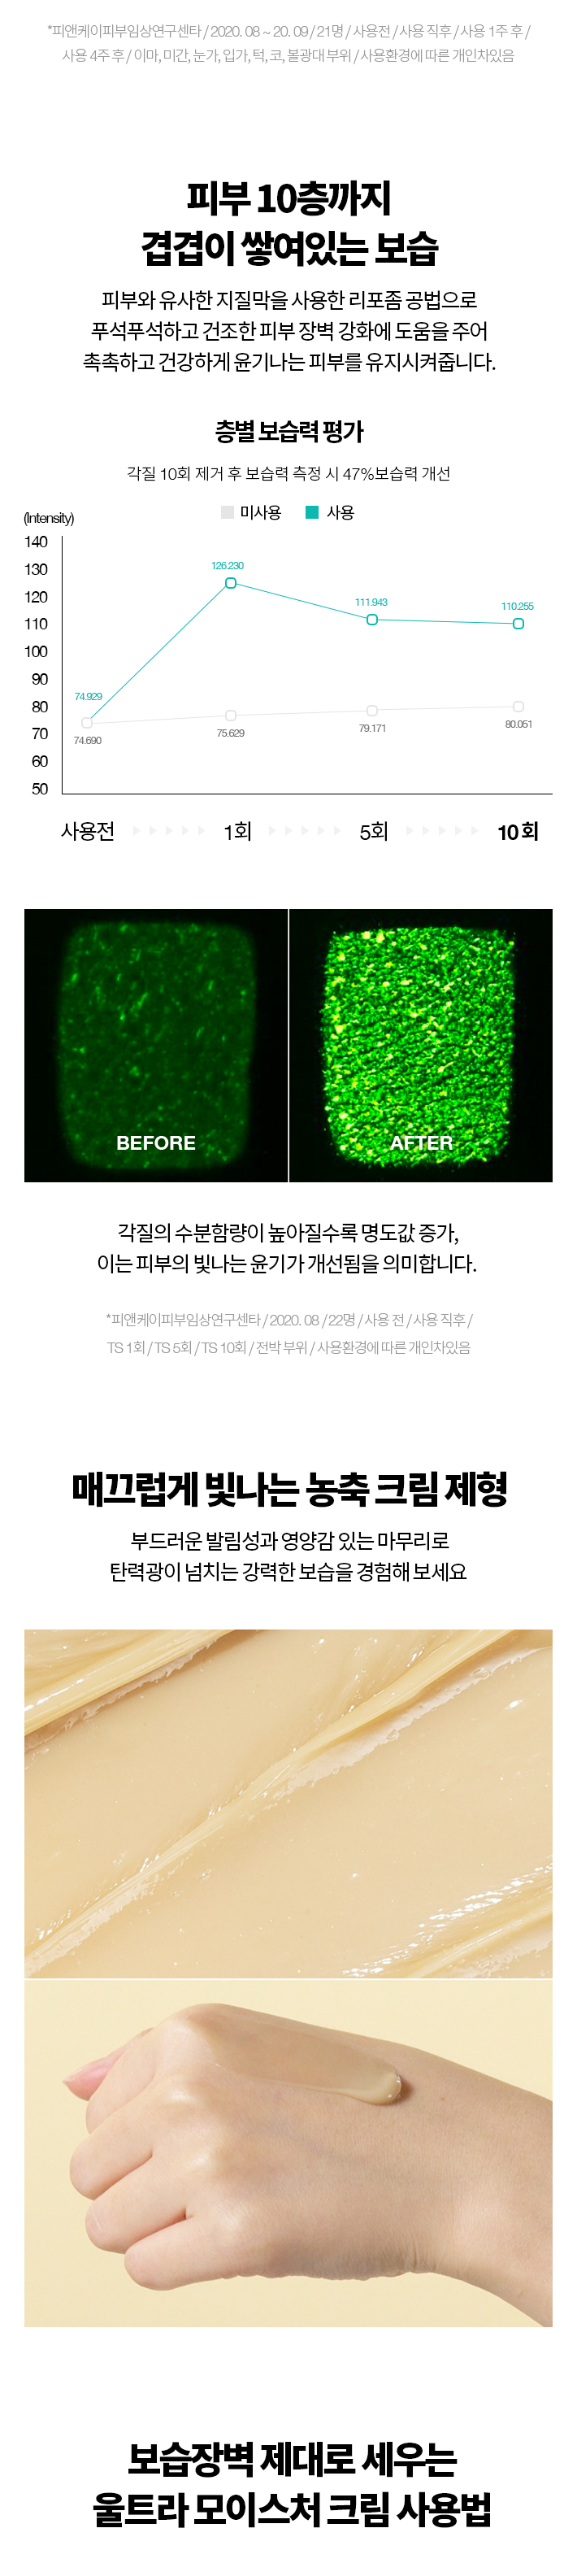 *피앤케이피부임상연구센타 / 2020. 08 ~ 20. 09 / 21명 / 사용전 / 사용 직후 / 사용 1주 후 /
사용 4주 후 / 이마, 미간, 눈가, 입가, 턱, 코, 볼광대 부위 / 사용환경에 따른 개인차있음
피부 10층까지
겹겹이 쌓여있는 보습
피부와 유사한 지질막을 사용한 리포좀 공법으로
푸석푸석하고 건조한 피부 장벽 강화에 도움을 주어
촉촉하고 건강하게 윤기나는 피부를 유지시켜줍니다.
층별 보습력 평가
각질 10회 제거 후 보습력 측정 시 47%보습력 개선
미사용 사용
(Intensity)
140
130
120
110
100
90
80
70
60
50
126.230
111.943
110.255
74.929
74.690
75.629
79.171
80.051
사용전 1회 5회 10회
BEFORE AFTER
각질의 수분함량이 높아질수록 명도값 증가,
이는 피부의 빛나는 윤기가 개선됨을 의미합니다.
*피앤케이피부임상연구센타 / 2020. 08 / 22명 / 사용 전 / 사용 직후 /
TS 1회 / TS 5회 / TS 10회 / 전박 부위 / 사용환경에 따른 개인차있음
매끄럽게 빛나는 농축 크림 제형
부드러운 발림성과 영양감 있는 마무리로
탄력광이 넘치는 강력한 보습을 경험해 보세요
보습장벽 제대로 세우는
울트라 모이스처 크림 사용법